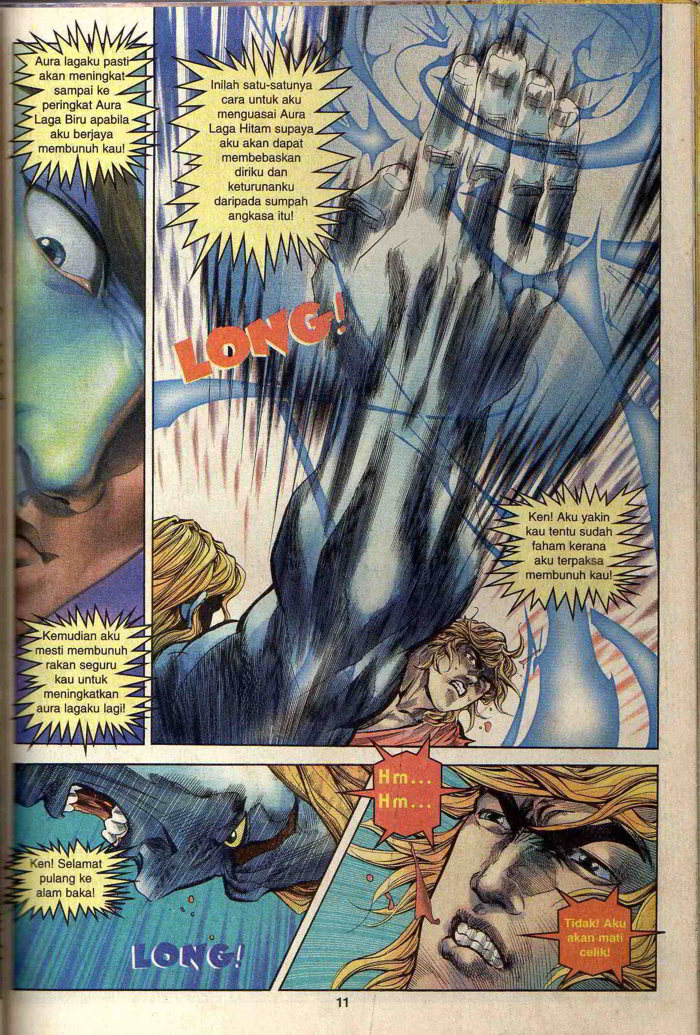 Aura lagaku pasti
akan meningkat
sampai ke
peringkat Aura
Laga Biru apabila
aku berjaya
membunuh kau!
Inilah satu-satunya
cara untuk aku
menguasai Aura
Laga Hitam supaya
aku akan dapat
membebaskan
diriku dan
keturunanku
daripada sumpah
angkasa itu!
LONG!
Ken! Aku yakin
kau tentu sudah
faham kerana
aku terpaksa
membunuh kau!
Kemudian aku
mesti membunuh
rakan seguru
kau untuk
meningkatkan
aura lagaku lagi!
Ken! Selamat
pulang ke
alam baka!
LONG!
Hm...
Hm...
Tidak! Aku
akan mati
celik!
11